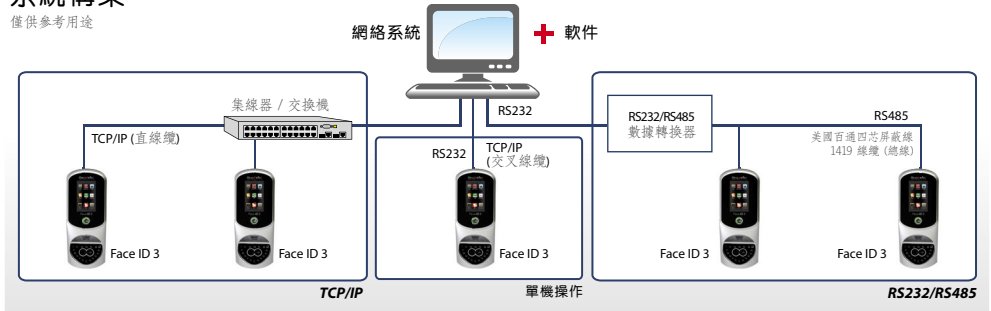 系統構架
僅供參考用途
網絡系統
軟件
集線器 / 交換機
TCP/IP (直線纜)
Face ID 3
Face ID 3
TCP/IP
RS232
RS232
TCP/IP
(交叉線纜)
Face ID 3
單機操作
RS232/RS485
數據轉換器
RS485
美國百通四芯屏蔽線
1419 線纜 (總線)
Face ID 3
Face ID 3
RS232/RS485